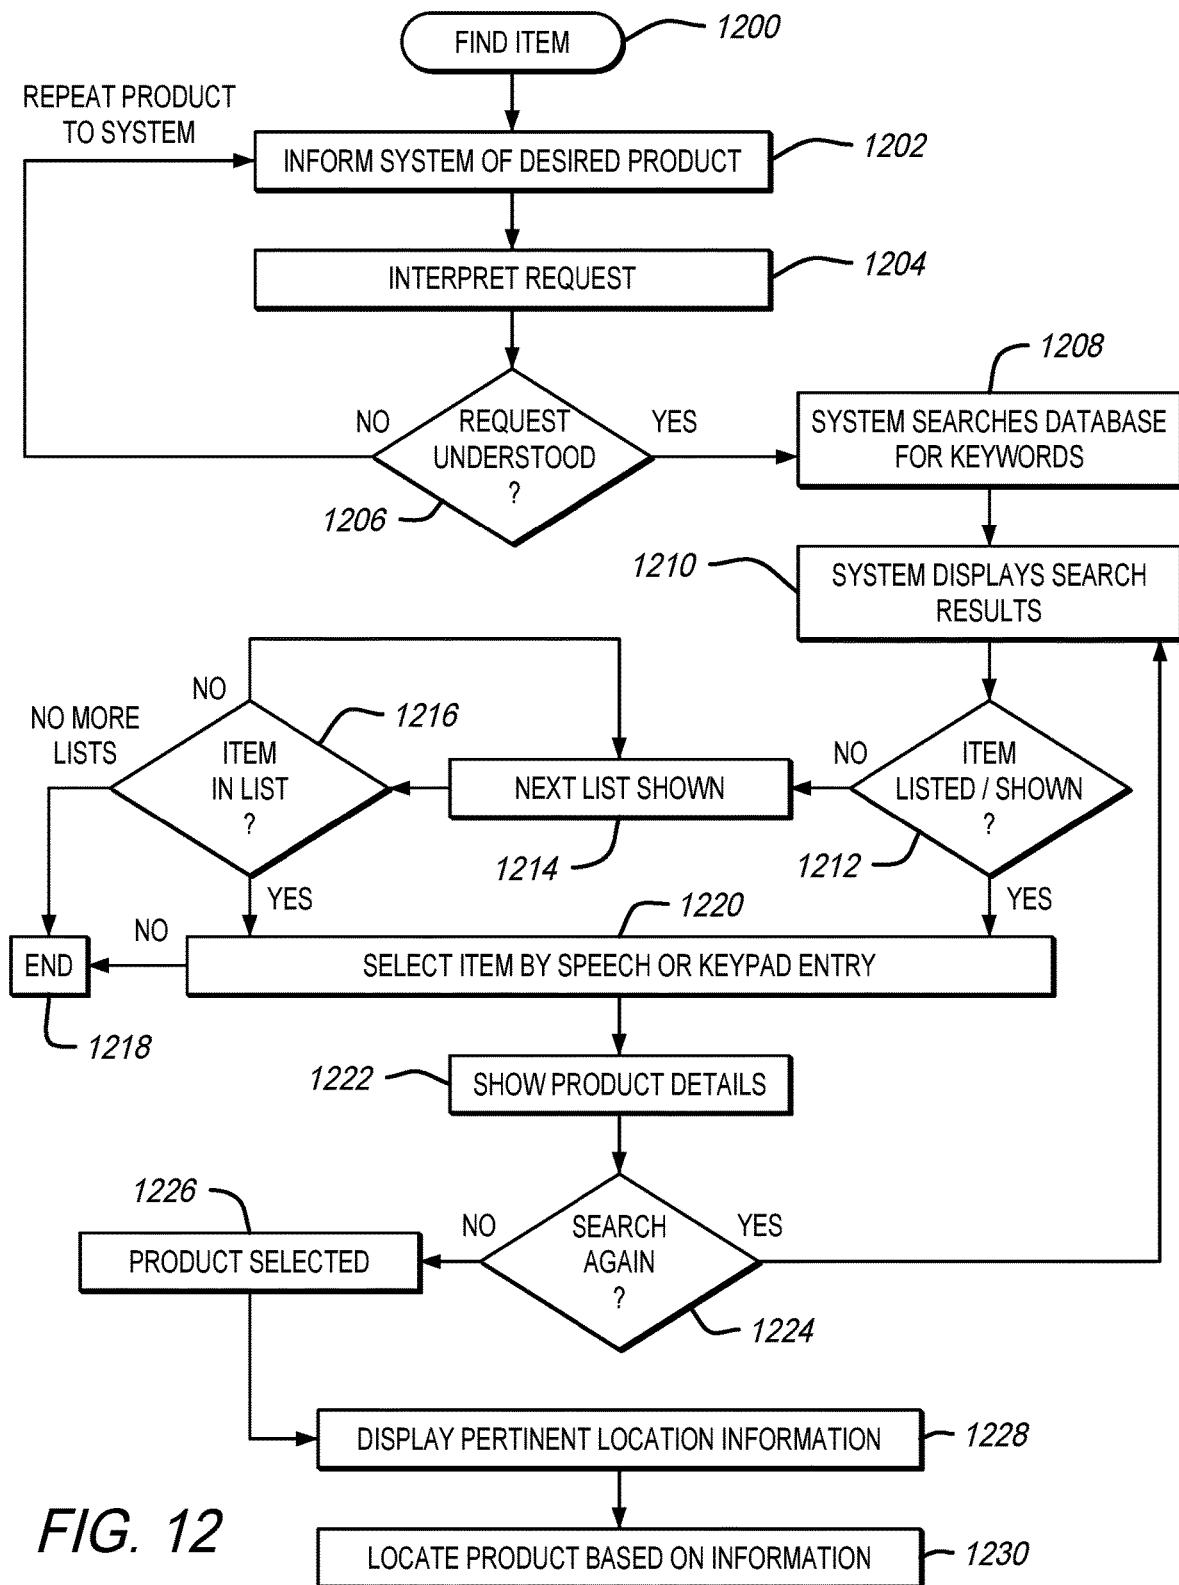 FIND ITEM
1200
REPEAT PRODUCT
TO SYSTEM
INFORM SYSTEM OF DESIRED PRODUCT
1202
INTERPRET REQUEST
1204
NO
REQUEST
UNDERSTOOD
?
YES
1206
1208
SYSTEM SEARCHES DATABASE
FOR KEYWORDS
1210
SYSTEM DISPLAYS SEARCH
RESULTS
NO
NO MORE
LISTS
ITEM
IN LIST
?
1216
NEXT LIST SHOWN
1214
NO
ITEM
LISTED / SHOWN
?
1212
YES
YES
1220
NO
END
1218
SELECT ITEM BY SPEECH OR KEYPAD ENTRY
1222
SHOW PRODUCT DETAILS
1226
PRODUCT SELECTED
NO
SEARCH
AGAIN
?
YES
1224
DISPLAY PERTINENT LOCATION INFORMATION
1228
FIG. 12
LOCATE PRODUCT BASED ON INFORMATION
1230